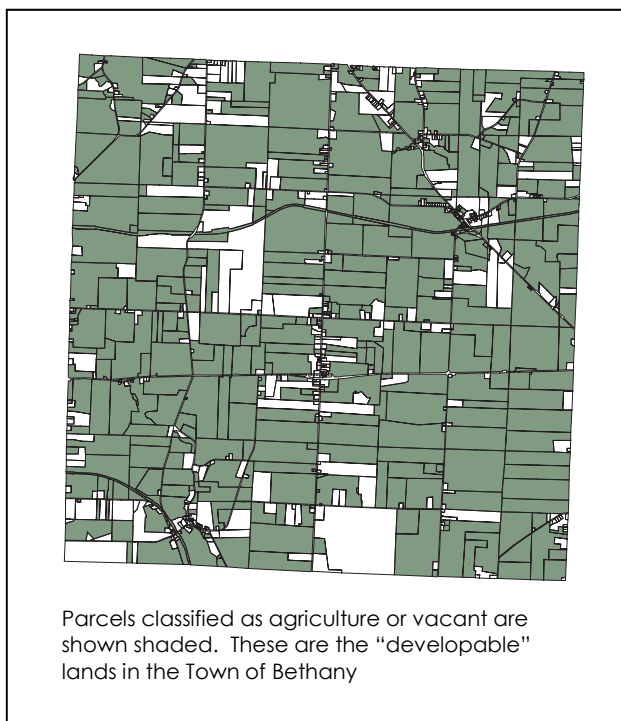 Parcels classified as agriculture or vacant are
shown shaded.  These are the “developable”
lands in the Town of Bethany